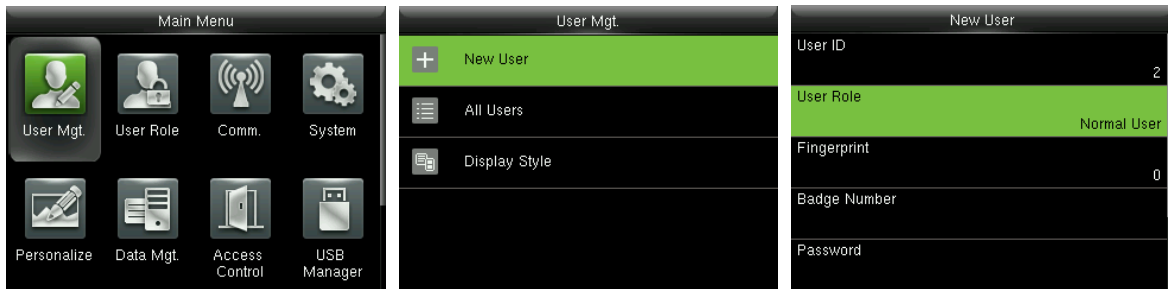 Main Menu
User Mgt.
User Role
Comm.
System
Personalize
Data Mgt.
Access
Control
USB
Manager
User Mgt.
New User
All Users
Display Style
New User
User ID
2
User Role
Normal User
Fingerprint
0
Badge Number
Password